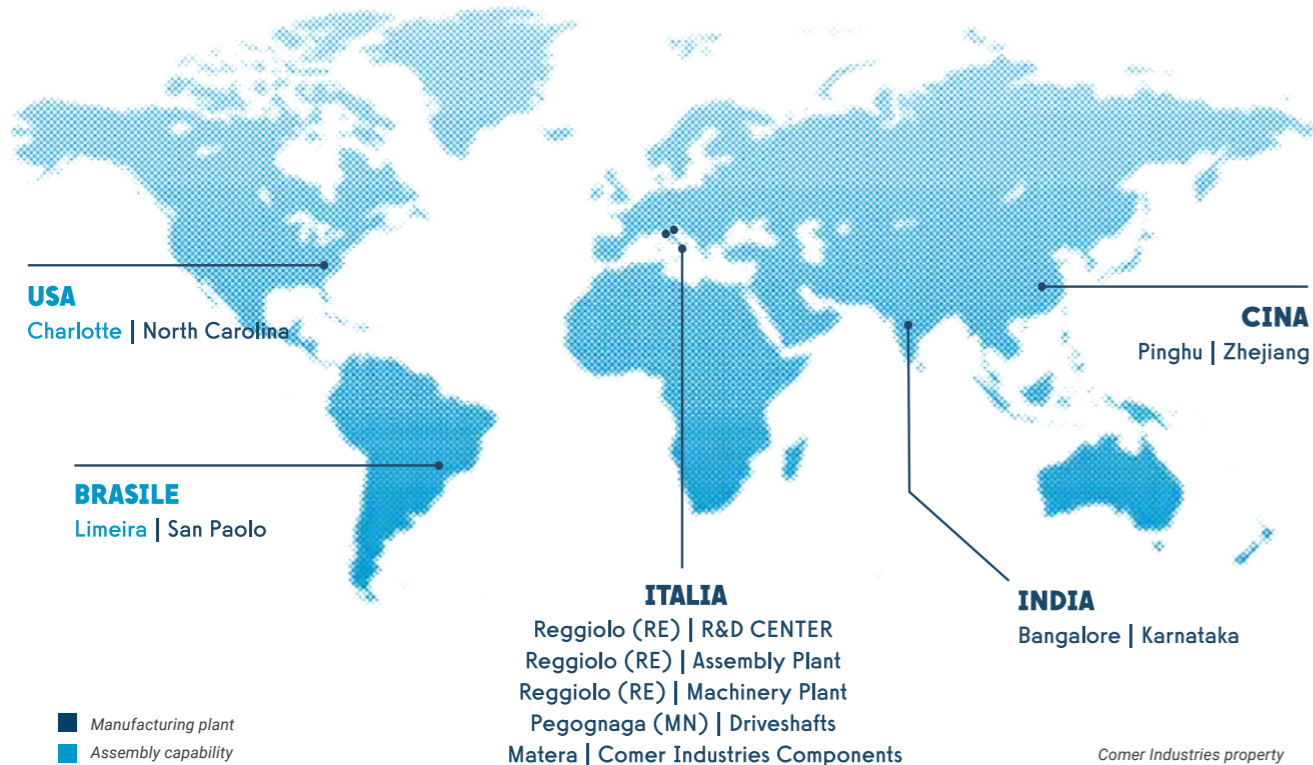 USA
Charlotte | North Carolina
CINA
Pinghu | Zhejiang
BRASILE
Limeira | San Paolo
ITALIA
Reggiolo (RE) | R&D CENTER
Reggiolo (RE) | Assembly Plant
Reggiolo (RE) | Machinery Plant
Pegognaga (MN) | Driveshafts
Matera | Comer Industries Components
INDIA
Bangalore | Karnataka
Manufacturing plant
Assembly capability
Comer Industries property